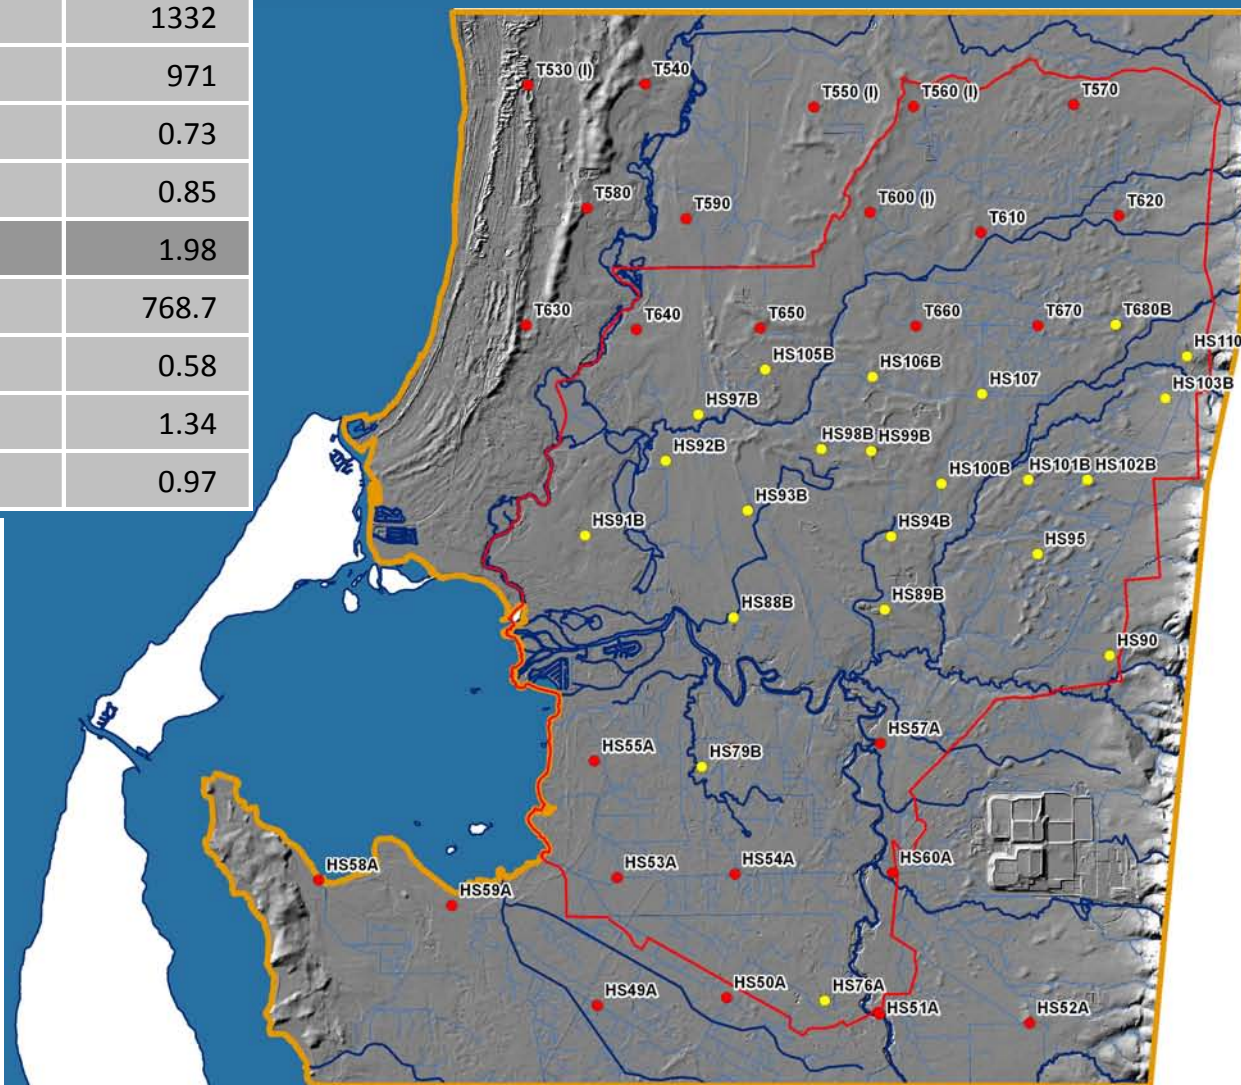 1332
971
0.73
0.85
1.98
768.7
0.58
1.34
0.97
T530 (I)
T540
T550 (I)
T560 (I)
T570
T580
T590
T600 (I)
T610
T620
T630
T640
T650
T660
T670
T680B
HS110
HS105B
HS106B
HS107
HS103B
HS97B
HS98B
HS99B
HS92B
HS100B
HS101B
HS102B
HS93B
HS91B
HS94B
HS95
HS88B
HS89B
HS90
HS57A
HS55A
HS79B
HS58A
HS53A
HS54A
HS60A
HS59A
HS49A
HS50A
HS76A
HS51A
HS52A